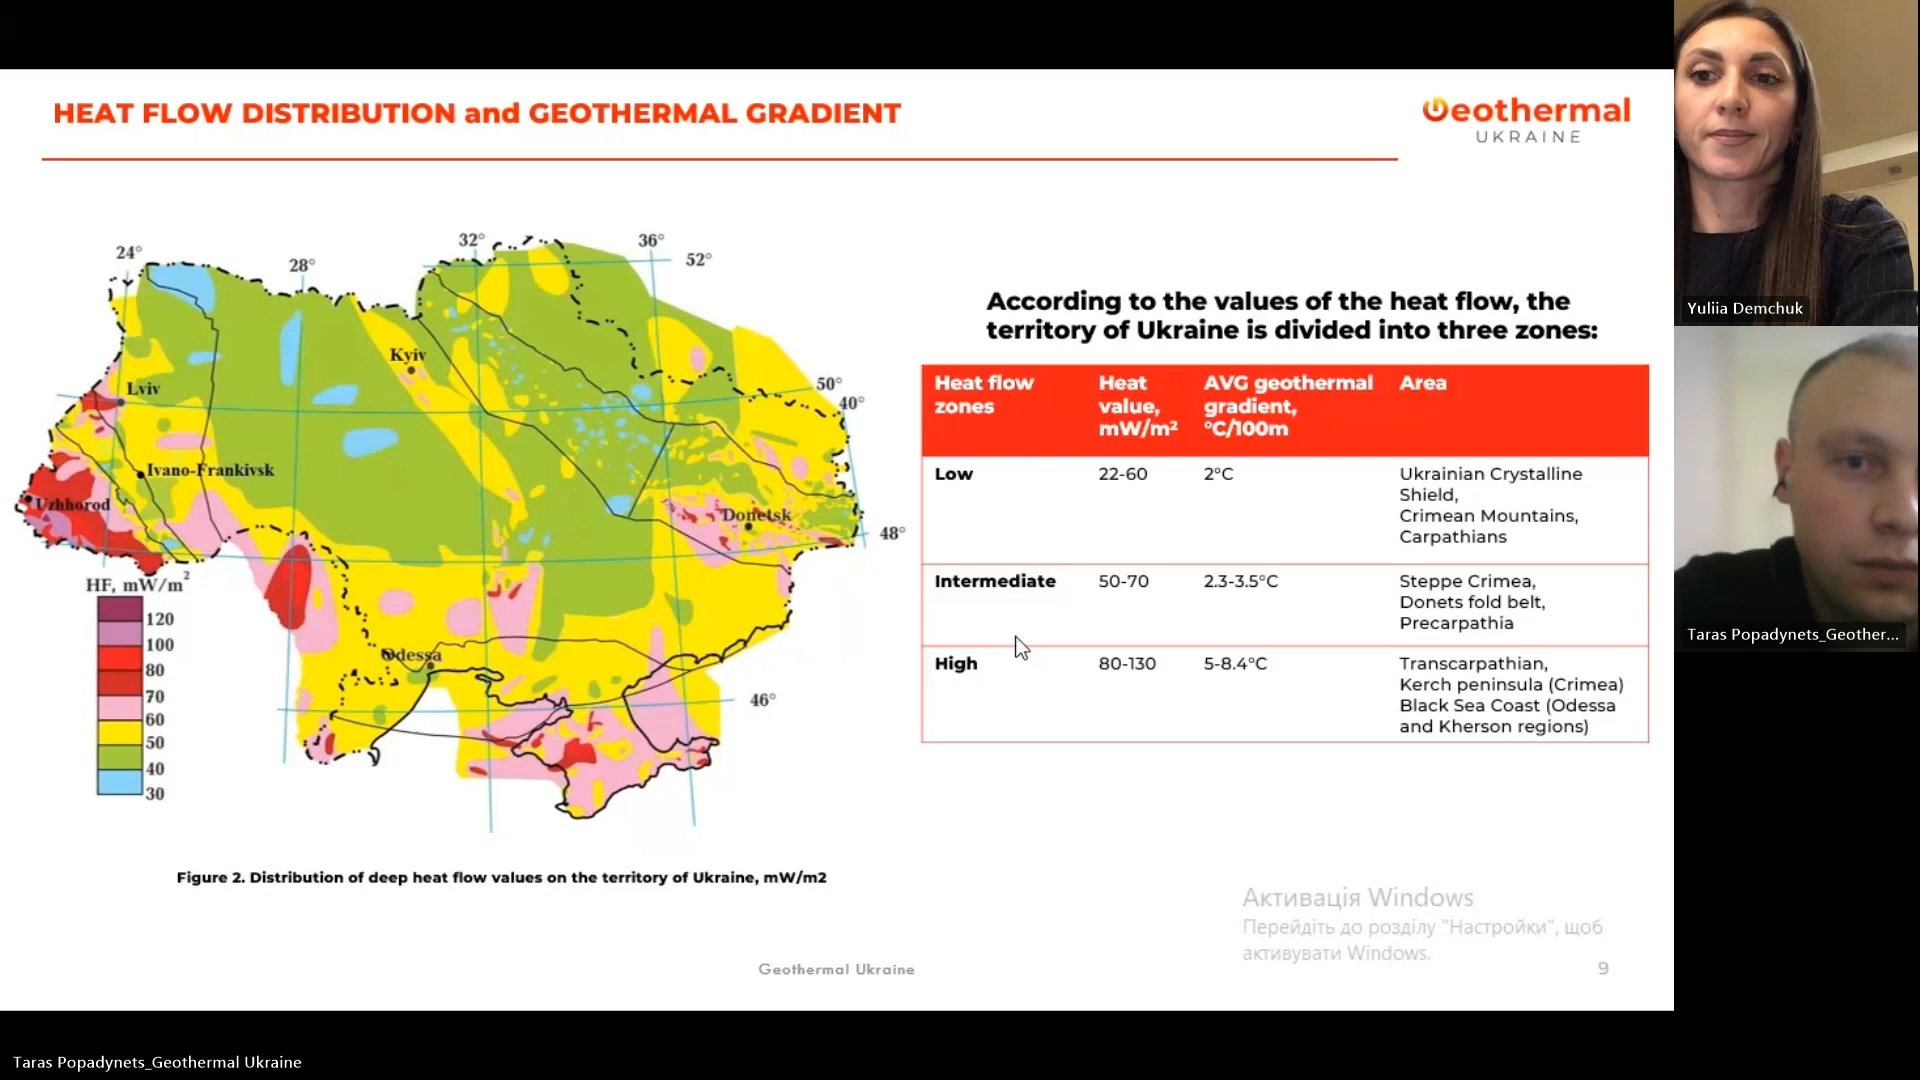 HEAT FLOW DISTRIBUTION and GEOTHERMAL GRADIENT
Geothermal
UKRAINE
24°
28°
32°
36°
52°
50°
40°
48°
46°
Kyiv
Lviv
Ivano-Frankivsk
Uzhhorod
Donetsk
Odessa
HF, mW/m²
120
100
80
70
60
50
40
30
Figure 2. Distribution of deep heat flow values on the territory of Ukraine, mW/m2
According to the values of the heat flow, the
territory of Ukraine is divided into three zones:
Heat flow zones
Heat value, mW/m²
AVG geothermal gradient, °C/100m
Area
Low
22-60
2°C
Ukrainian Crystalline
Shield,
Crimean Mountains,
Carpathians
Intermediate
50-70
2.3-3.5°C
Steppe Crimea,
Donets fold belt,
Precarpathia
High
80-130
5-8.4°C
Transcarpathian,
Kerch peninsula (Crimea)
Black Sea Coast (Odessa
and Kherson regions)
Активація Windows
Перейдіть до розділу "Настройки", щоб
активувати Windows.
Geothermal Ukraine
9
Yuliia Demchuk
Taras Popadynets_Geother...
Taras Popadynets_Geothermal Ukraine